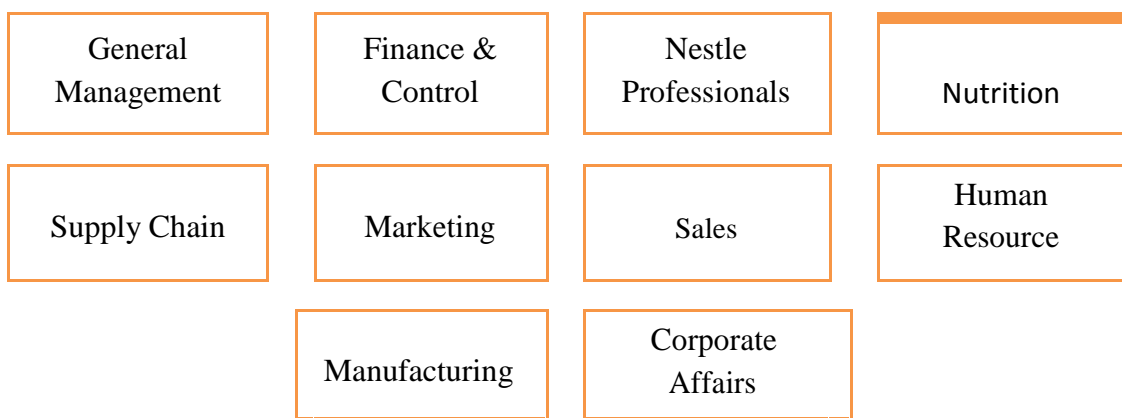 General
Management
Finance &
Control
Nestle
Professionals
Nutrition
Supply Chain
Marketing
Sales
Human
Resource
Manufacturing
Corporate
Affairs